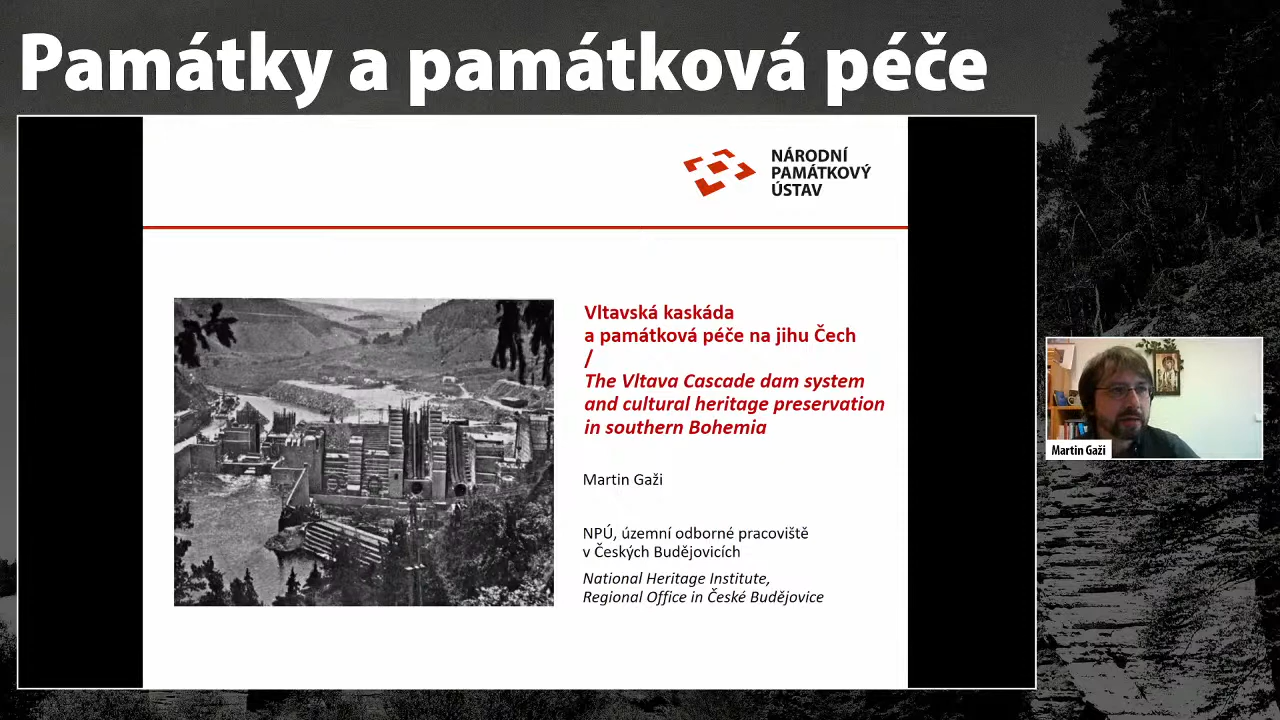 Památky a památková péče
NÁRODNÍ
PAMÁTKOVÝ
ÚSTAV
Vltavská kaskáda
a památková péče na jihu Čech
/
The Vltava Cascade dam system
and cultural heritage preservation
in southern Bohemia
Martin Gaži
NPÚ, územní odborné pracoviště
v Českých Budějovicích
National Heritage Institute,
Regional Office in České Budějovice
Martin Gaži